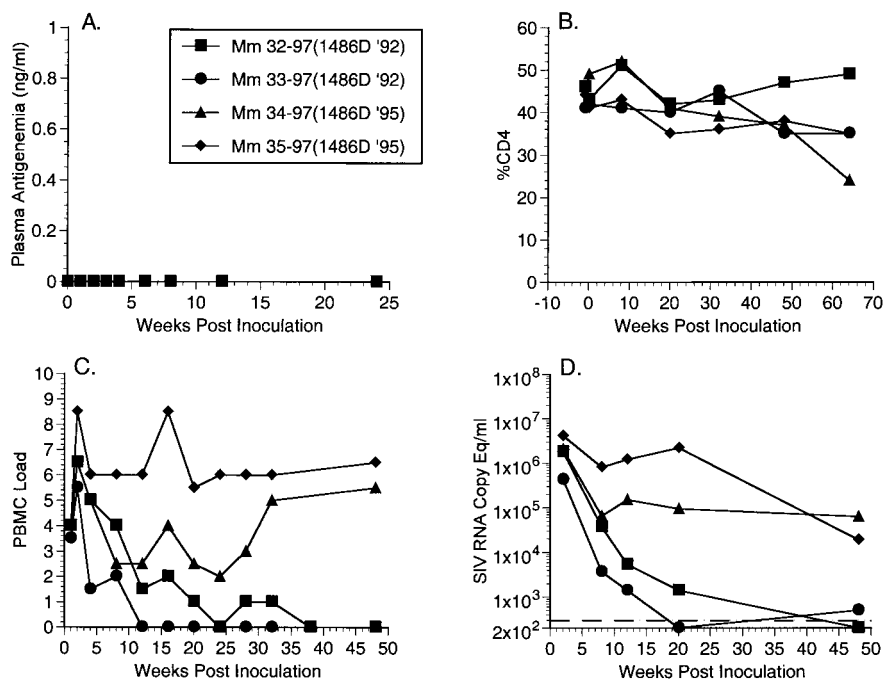 A.
Plasma Antigenemia (ng/ml)
1
0.8
0.6
0.4
0.2
0
0 5 10 15 20 25
Weeks Post Inoculation
Mm 32-97(1486D '92)
Mm 33-97(1486D '92)
Mm 34-97(1486D '95)
Mm 35-97(1486D '95)
B.
%CD4
60
50
40
30
20
10
0
-10 0 10 20 30 40 50 60 70
Weeks Post Inoculation
C.
PBMC Load
10
9
8
7
6
5
4
3
2
1
0
0 5 10 15 20 25 30 35 40 45 50
Weeks Post Inoculation
D.
SIV RNA Copy Eq/ml
1x10⁸
1x10⁷
1x10⁶
1x10⁵
1x10⁴
1x10³
2x10²
0 5 10 15 20 25 30 35 40 45 50
Weeks Post Inoculation